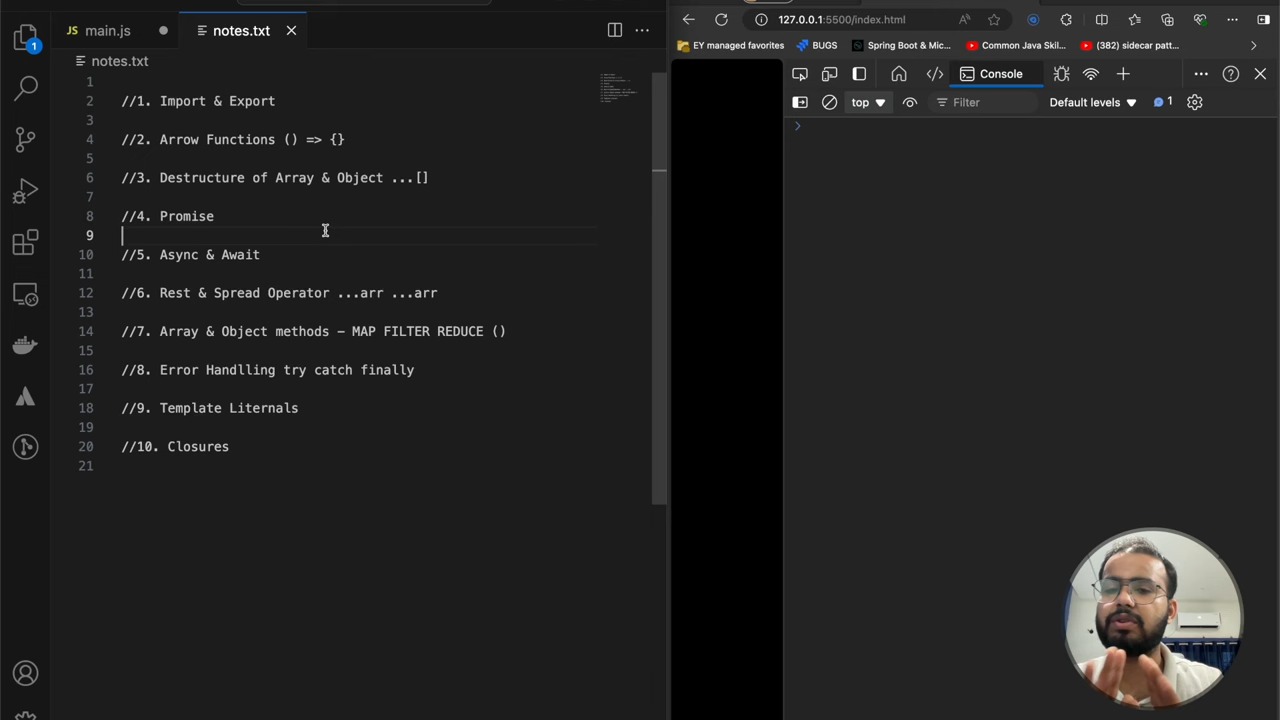 main.js
notes.txt
notes.txt
1
2 //1. Import & Export
3
4 //2. Arrow Functions () => {}
5
6 //3. Destructure of Array & Object ...[]
7
8 //4. Promise
9
10 //5. Async & Await
11
12 //6. Rest & Spread Operator ...arr ...arr
13
14 //7. Array & Object methods – MAP FILTER REDUCE ()
15
16 //8. Error Handlling try catch finally
17
18 //9. Template Liternals
19
20 //10. Closures
21
1
127.0.0.1:5500/index.html
EY managed favorites
BUGS
Spring Boot & Mic...
Common Java Skil...
(382) sidecar patt...
Console
top
Filter
Default levels
1